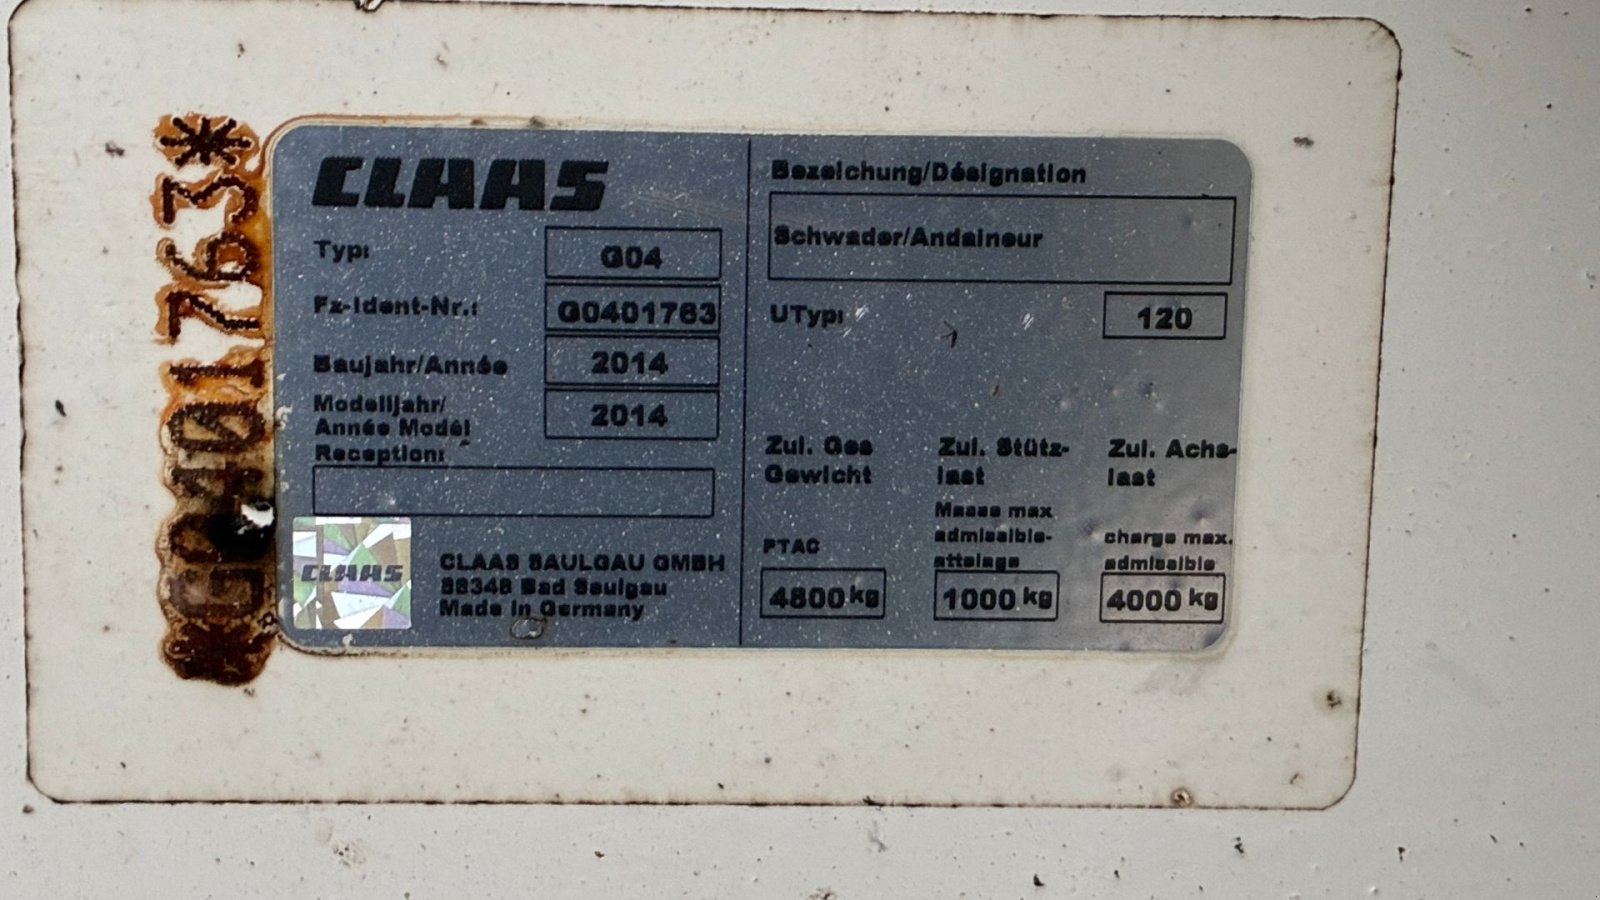 *G0401763*
CLAAS
Typ: G04
Fz-Ident-Nr.: G0401763
Baujahr/Année 2014
Modelljahr/
Année Modél 2014
Reception:
CLAAS
CLAAS SAULGAU GMBH
88348 Bad Saulgau
Made in Germany
Bezeichung/Désignation
Schwader/Andaineur
UTyp: 120
Zul. Ges Zul. Stütz- Zul. Achs-
Gewicht last last
Masse max
admissible- charge max.
PTAC attelage admissible
4800 kg 1000 kg 4000 kg